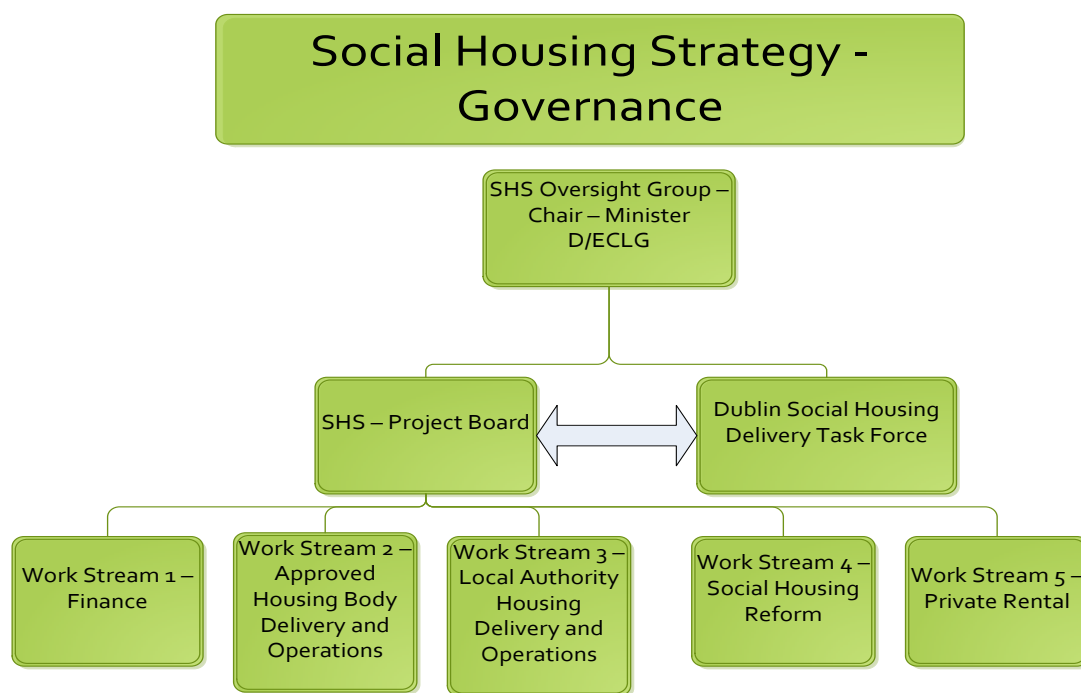 Social Housing Strategy -
Governance
SHS Oversight Group –
Chair – Minister
D/ECLG
SHS – Project Board
Dublin Social Housing
Delivery Task Force
Work Stream 1 –
Finance
Work Stream 2 –
Approved
Housing Body
Delivery and
Operations
Work Stream 3 –
Local Authority
Housing
Delivery and
Operations
Work Stream 4 –
Social Housing
Reform
Work Stream 5 –
Private Rental